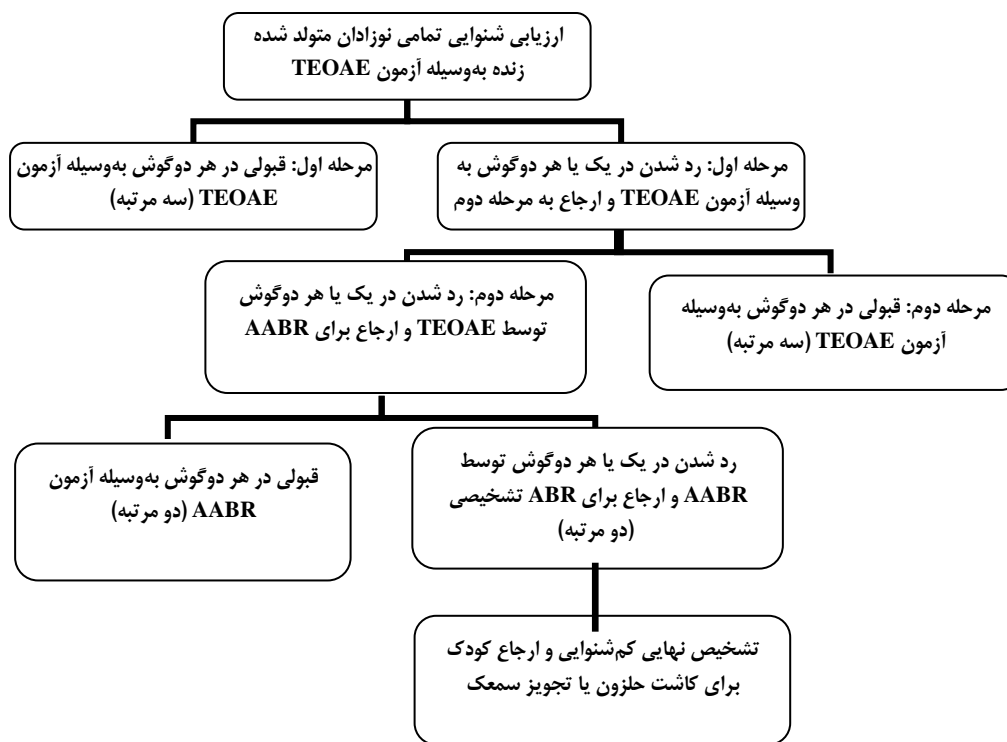 ارزیابی شنوایی تمامی نوزادان متولد شده
زنده به‌وسیله آزمون TEOAE
مرحله اول: رد شدن در یک یا هر دوگوش به
وسیله آزمون TEOAE و ارجاع به مرحله دوم
مرحله اول: قبولی در هر دوگوش به‌وسیله آزمون
TEOAE (سه مرتبه)
مرحله دوم: قبولی در هر دوگوش به‌وسیله
آزمون TEOAE (سه مرتبه)
مرحله دوم: رد شدن در یک یا هر دوگوش
توسط TEOAE و ارجاع برای AABR
رد شدن در یک یا هر دوگوش توسط
AABR و ارجاع برای ABR تشخیصی
(دو مرتبه)
قبولی در هر دوگوش به‌وسیله آزمون
AABR (دو مرتبه)
تشخیص نهایی کم‌شنوایی و ارجاع کودک
برای کاشت حلزون یا تجویز سمعک